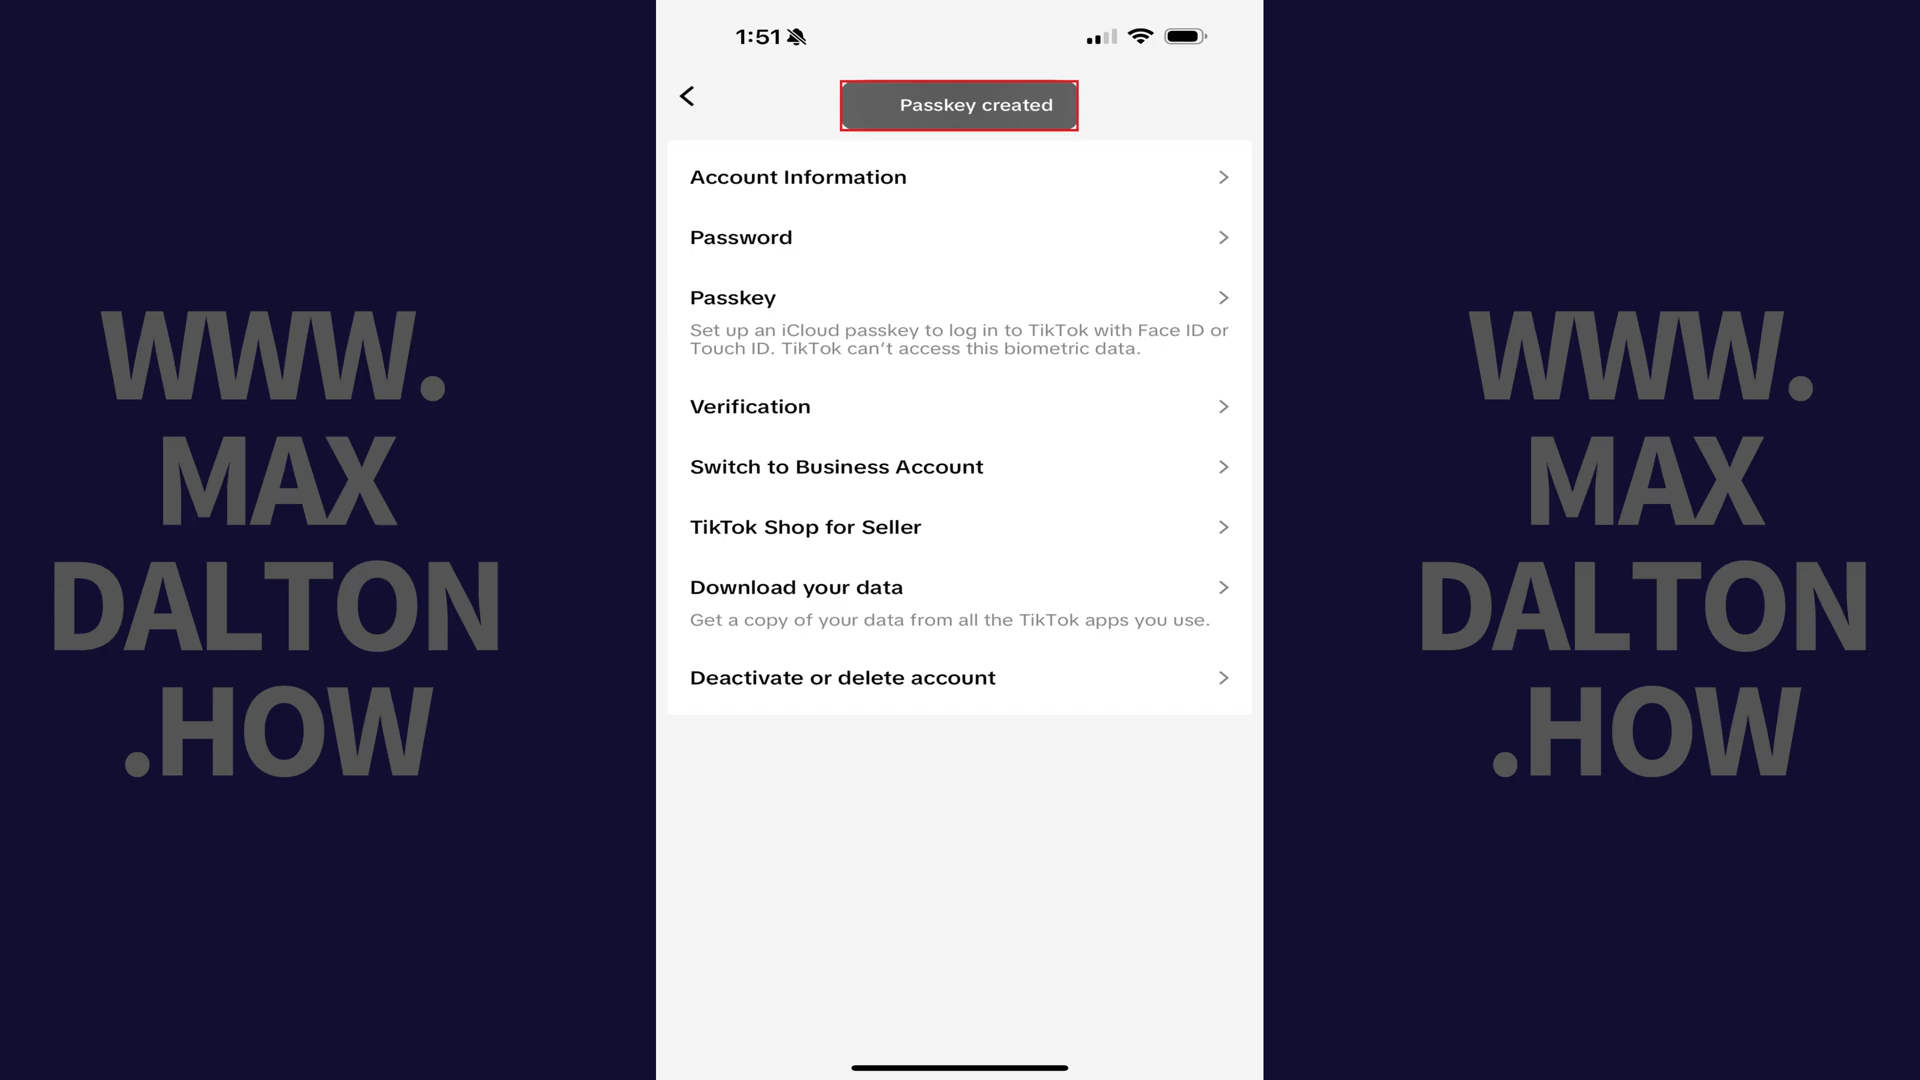 1:51
Passkey created
Account Information
Password
Passkey
Set up an iCloud passkey to log in to TikTok with Face ID or
Touch ID. TikTok can’t access this biometric data.
Verification
Switch to Business Account
TikTok Shop for Seller
Download your data
Get a copy of your data from all the TikTok apps you use.
Deactivate or delete account
WWW.
MAX
DALTON
.HOW
WWW.
MAX
DALTON
.HOW